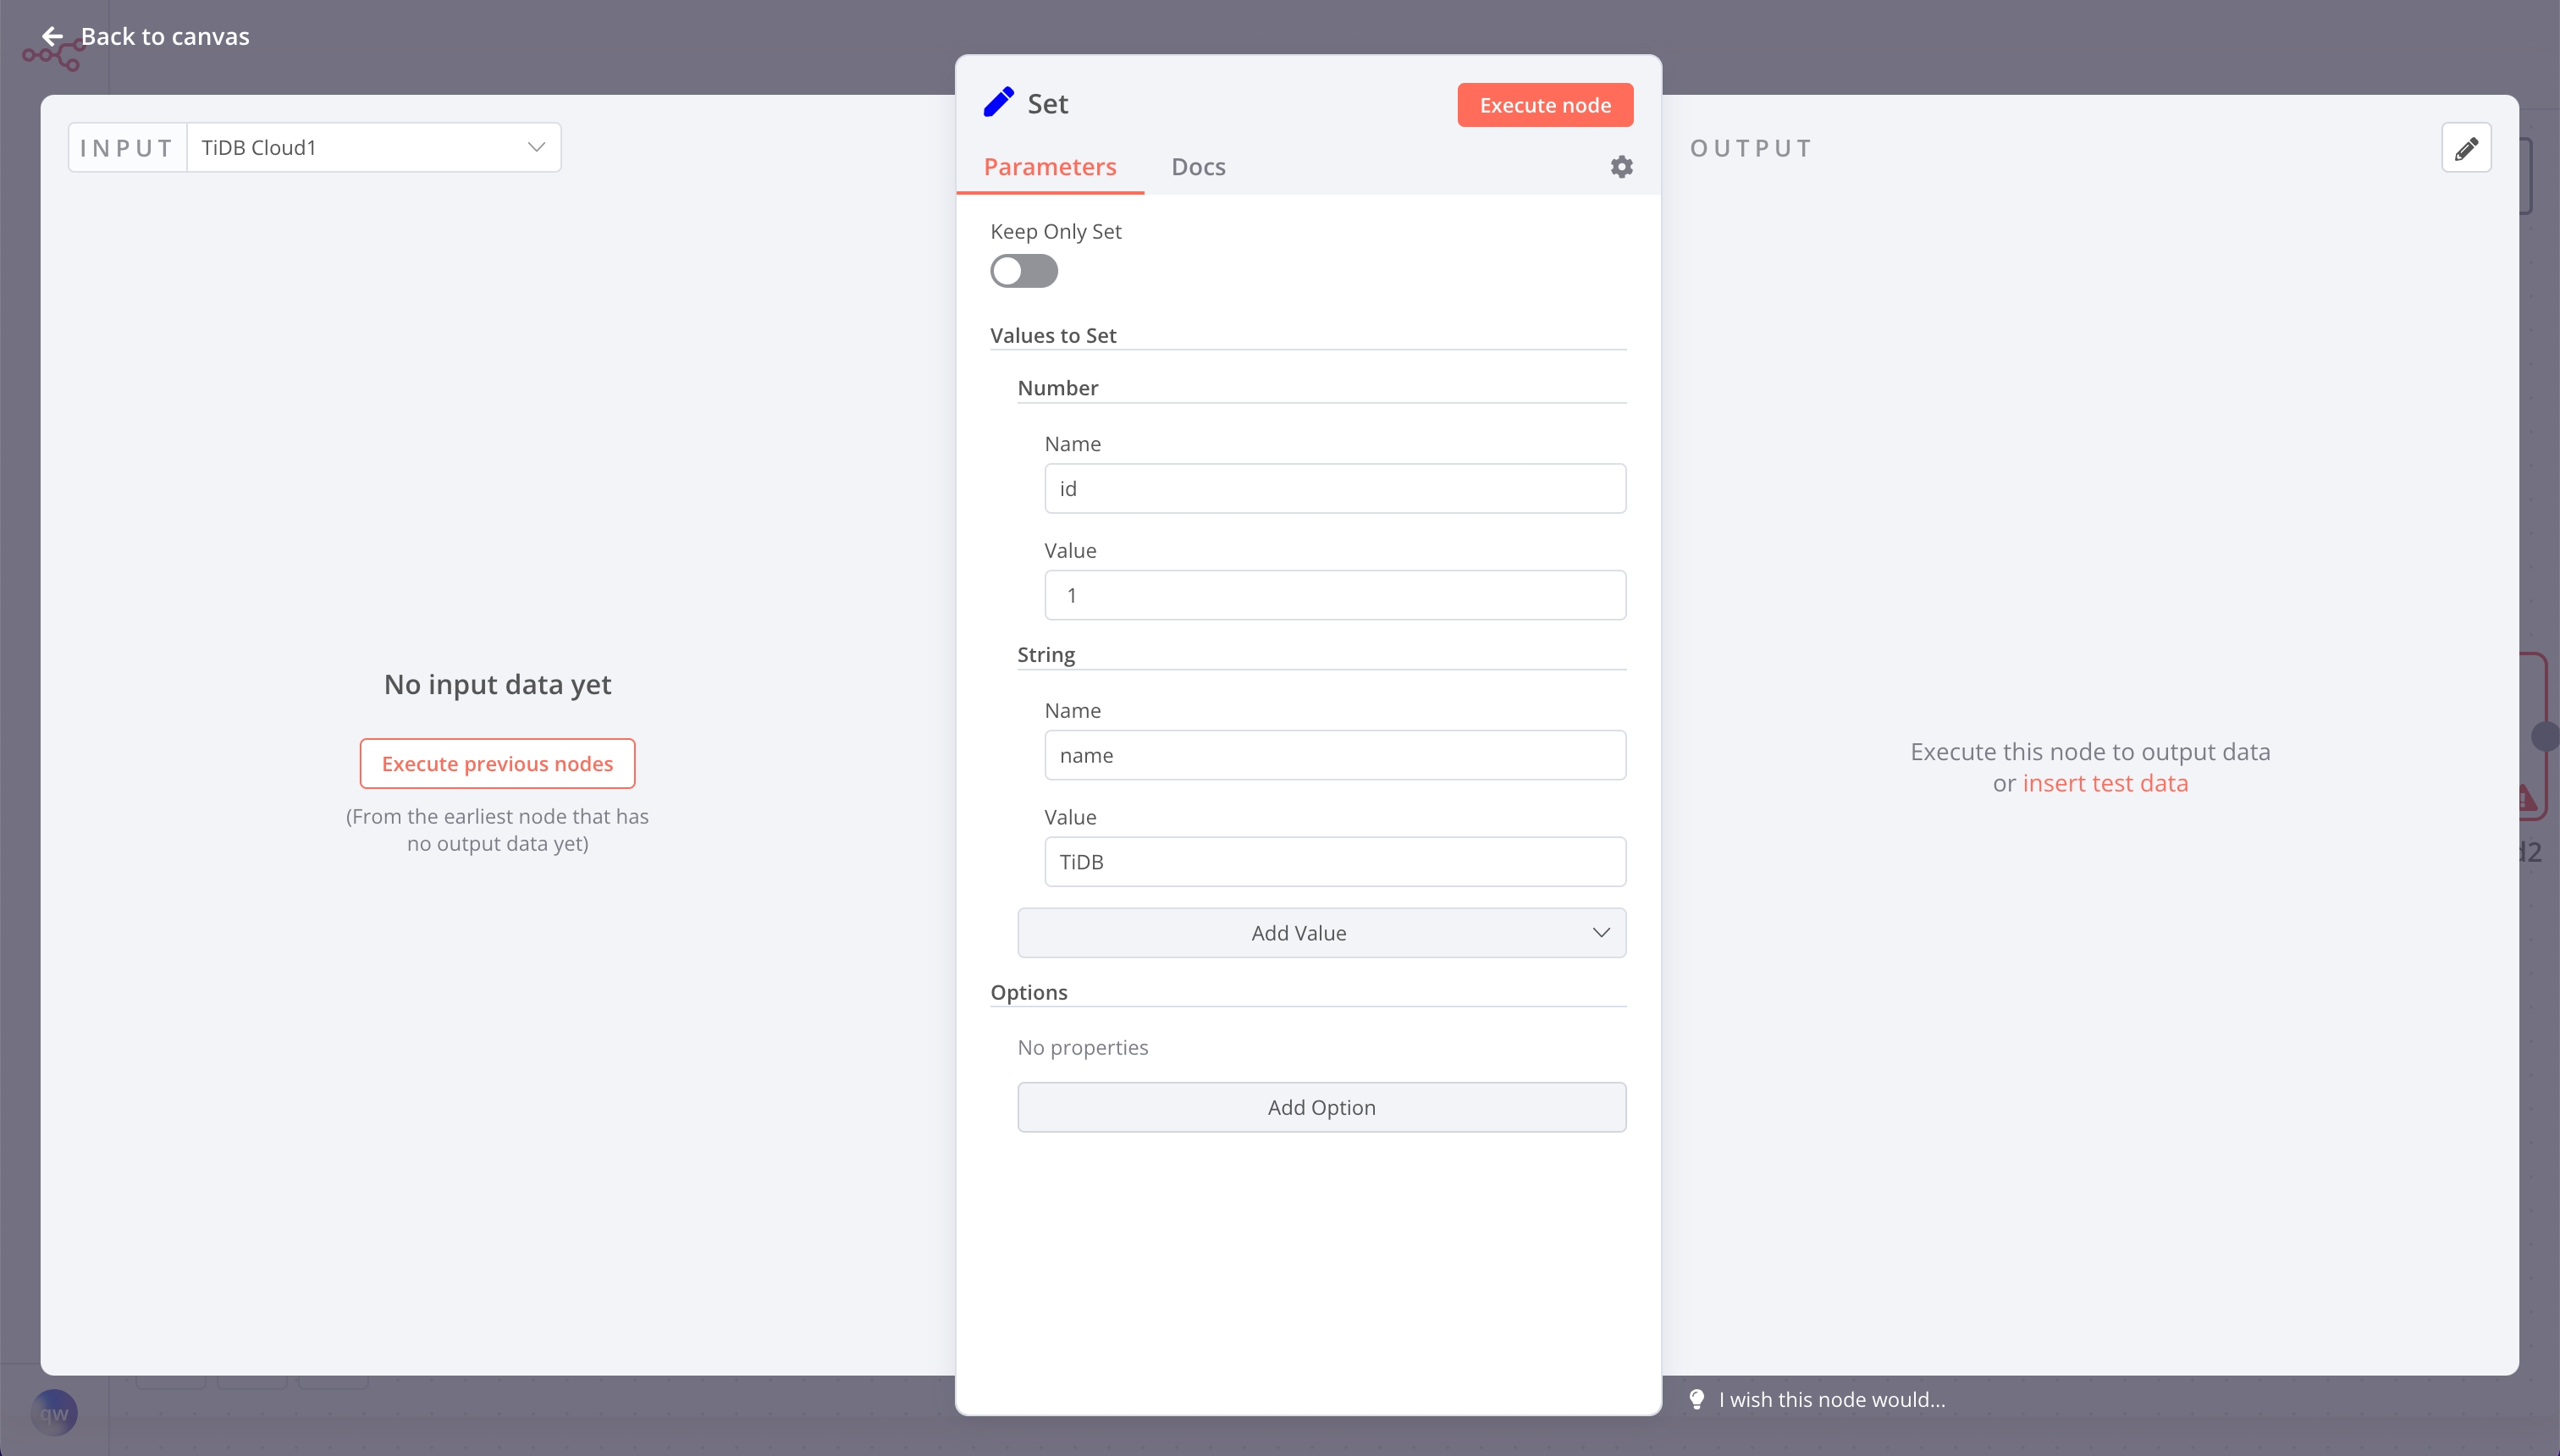 Back to canvas
INPUT
TiDB Cloud1
No input data yet
Execute previous nodes
(From the earliest node that has
no output data yet)
Set
Execute node
Parameters
Docs
Keep Only Set
Values to Set
Number
Name
id
Value
1
String
Name
name
Value
TiDB
Add Value
Options
No properties
Add Option
OUTPUT
Execute this node to output data
or insert test data
I wish this node would...
d2
qw